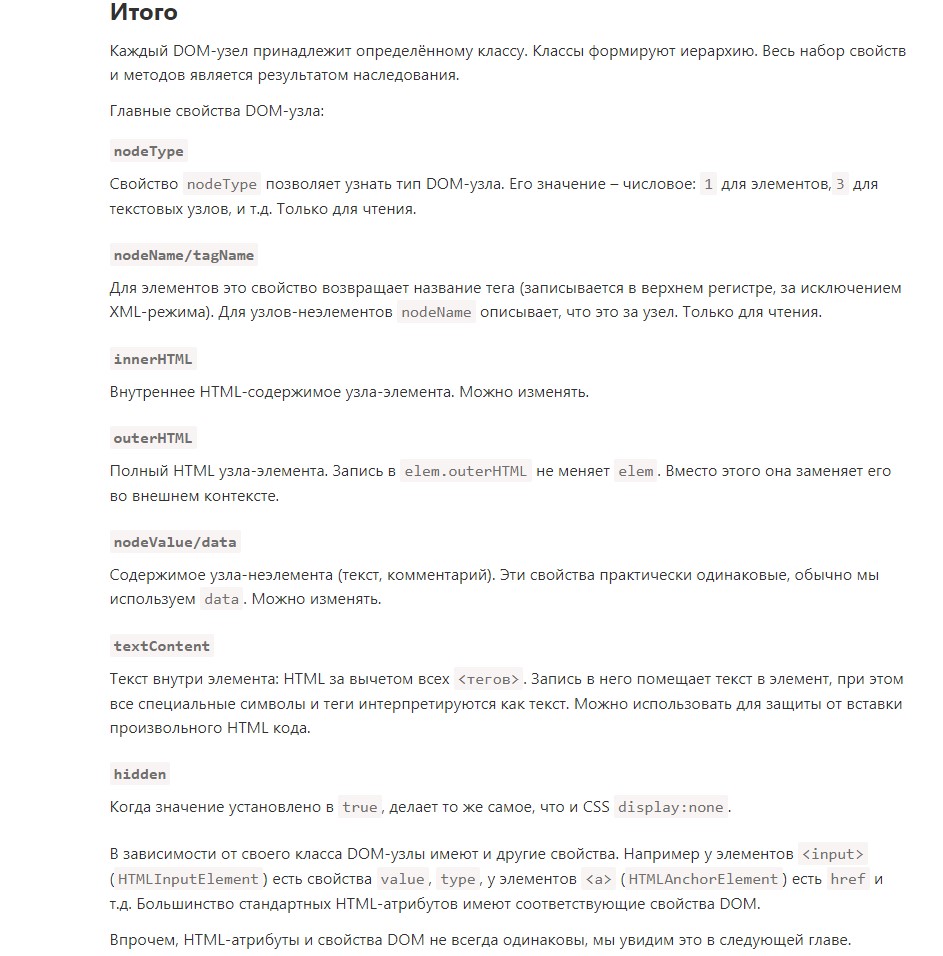 Итого
Каждый DOM-узел принадлежит определённому классу. Классы формируют иерархию. Весь набор свойств
и методов является результатом наследования.
Главные свойства DOM-узла:
nodeType
Свойство nodeType позволяет узнать тип DOM-узла. Его значение – числовое: 1 для элементов,3 для
текстовых узлов, и т.д. Только для чтения.
nodeName/tagName
Для элементов это свойство возвращает название тега (записывается в верхнем регистре, за исключением
XML-режима). Для узлов-неэлементов nodeName описывает, что это за узел. Только для чтения.
innerHTML
Внутреннее HTML-содержимое узла-элемента. Можно изменять.
outerHTML
Полный HTML узла-элемента. Запись в elem.outerHTML не меняет elem. Вместо этого она заменяет его
во внешнем контексте.
nodeValue/data
Содержимое узла-неэлемента (текст, комментарий). Эти свойства практически одинаковые, обычно мы
используем data. Можно изменять.
textContent
Текст внутри элемента: HTML за вычетом всех <тегов>. Запись в него помещает текст в элемент, при этом
все специальные символы и теги интерпретируются как текст. Можно использовать для защиты от вставки
произвольного HTML кода.
hidden
Когда значение установлено в true, делает то же самое, что и CSS display:none.
В зависимости от своего класса DOM-узлы имеют и другие свойства. Например у элементов <input>
(HTMLInputElement) есть свойства value, type, у элементов <a> (HTMLAnchorElement) есть href и
т.д. Большинство стандартных HTML-атрибутов имеют соответствующие свойства DOM.
Впрочем, HTML-атрибуты и свойства DOM не всегда одинаковы, мы увидим это в следующей главе.